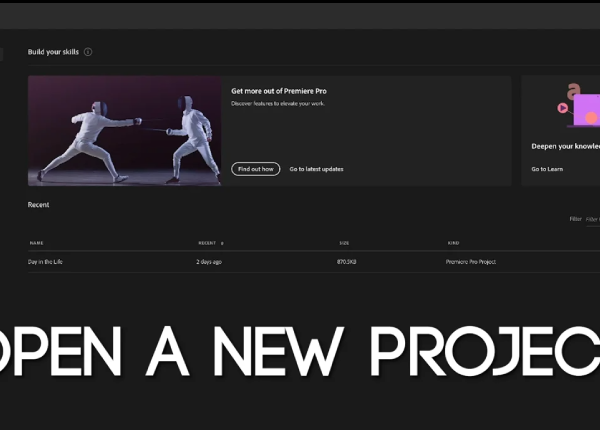 Build your skills
Get more out of Premiere Pro
Discover features to elevate your work.
Find out how Go to latest updates
Deepen your knowle
Go to Learn
Recent
Filter Filter
NAME RECENT SIZE KIND
Day in the Life 2 days ago 870.5KB Premiere Pro Project
OPEN A NEW PROJEC